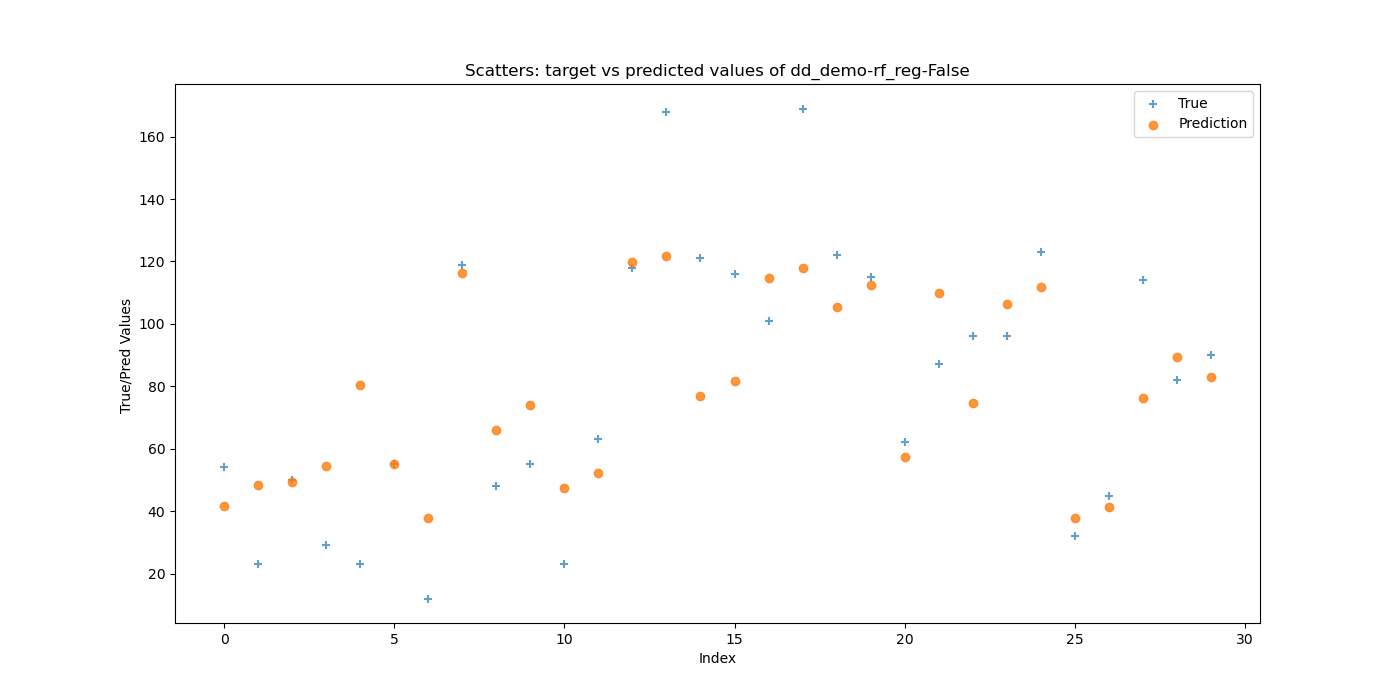 Scatters: target vs predicted values of dd_demo-rf_reg-False
True
Prediction
True/Pred Values
160
140
120
100
80
60
40
20
0 5 10 15 20 25 30
Index